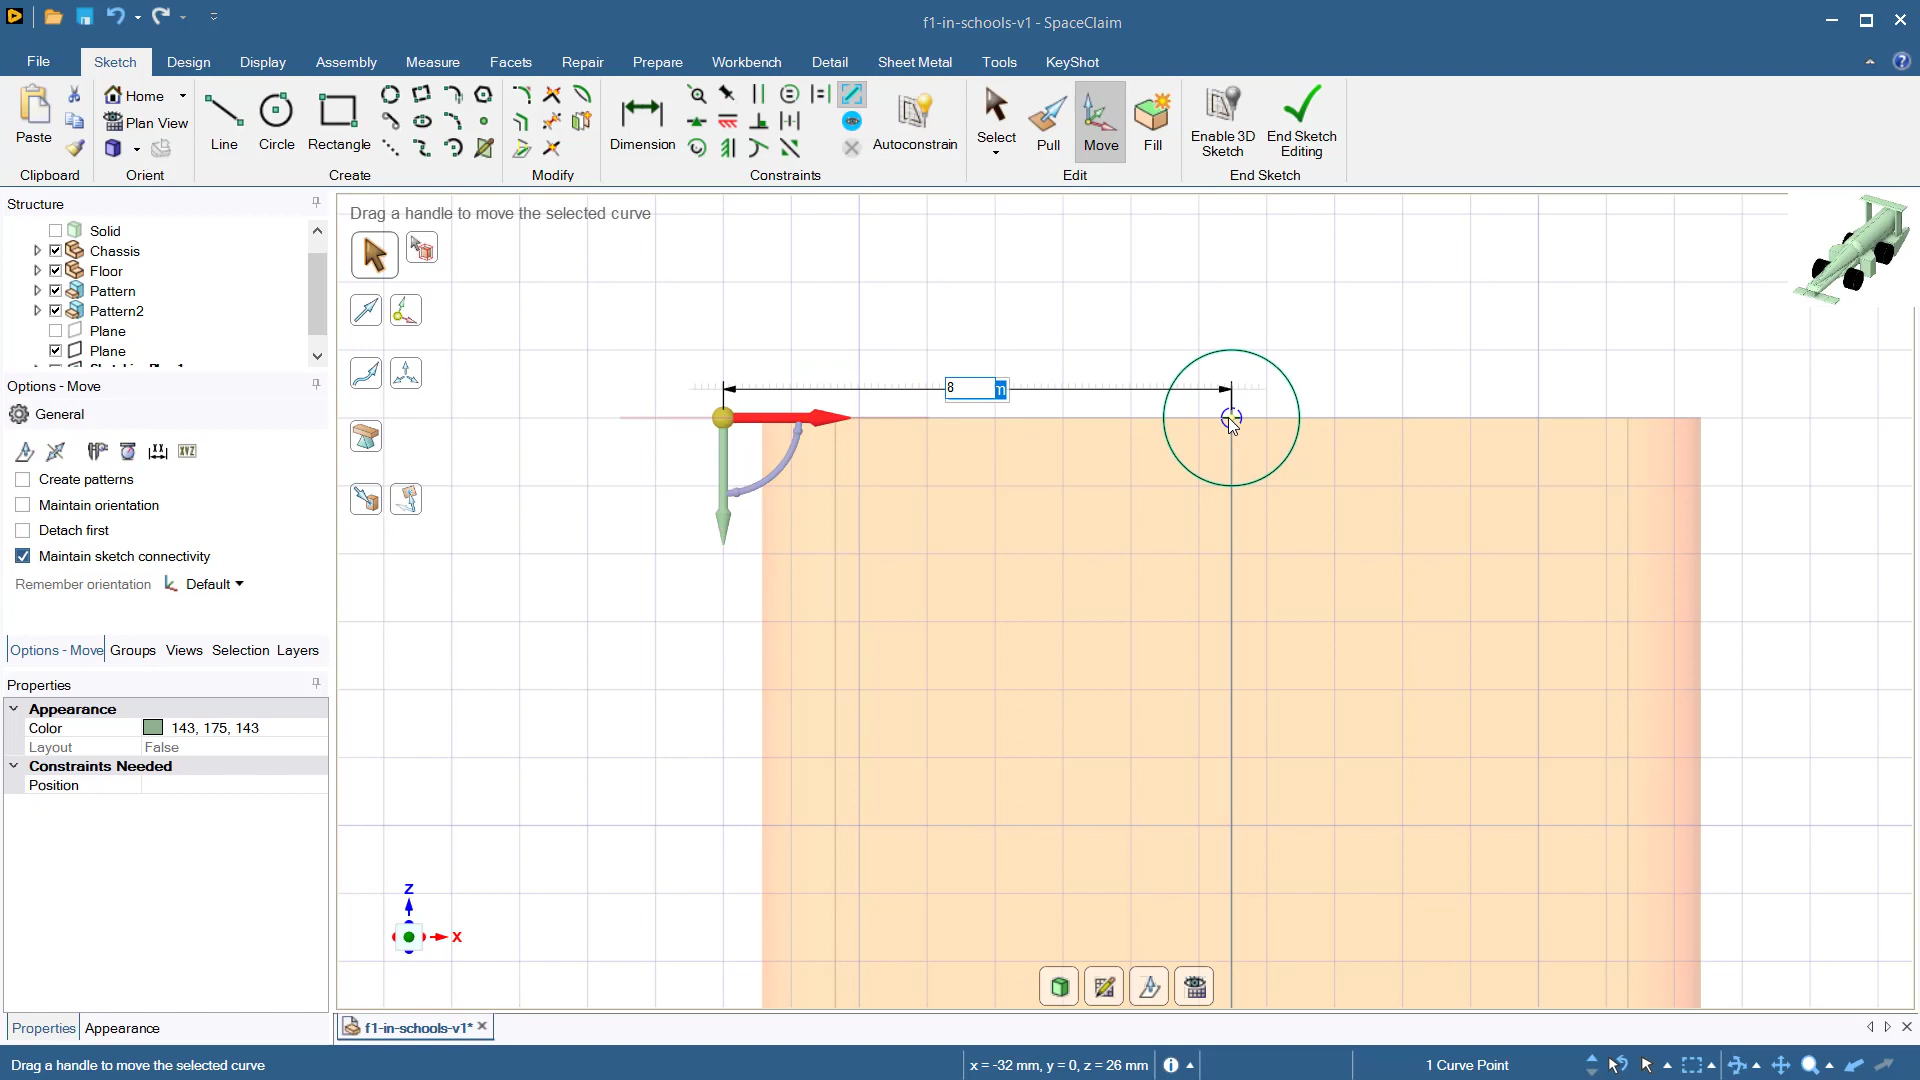 f1-in-schools-v1 - SpaceClaim
File Sketch Design Display Assembly Measure Facets Repair Prepare Workbench Detail Sheet Metal Tools KeyShot
Paste
Home
Plan View
Line Circle Rectangle
Dimension
Autoconstrain
Select Pull Move Fill
Enable 3D Sketch
End Sketch Editing
Clipboard Orient Create Modify Constraints Edit End Sketch
Structure
Solid
Chassis
Floor
Pattern
Pattern2
Plane
Plane
Options - Move
General
XYZ
Create patterns
Maintain orientation
Detach first
Maintain sketch connectivity
Remember orientation Default
Options - Move Groups Views Selection Layers
Properties
Appearance
Color 143, 175, 143
Layout False
Constraints Needed
Position
Properties Appearance
Drag a handle to move the selected curve
8 m
Z
X
f1-in-schools-v1*
Drag a handle to move the selected curve
x = -32 mm, y = 0, z = 26 mm
1 Curve Point